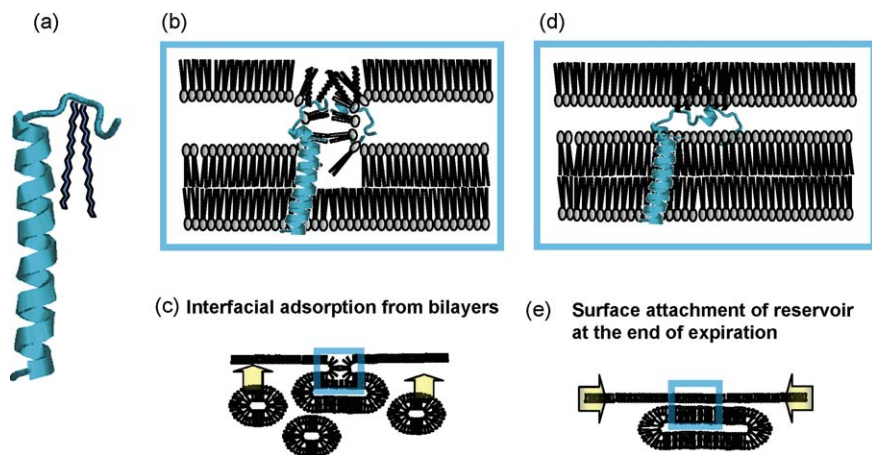 (a)
(b)
(d)
(c) Interfacial adsorption from bilayers
(e) Surface attachment of reservoir
at the end of expiration